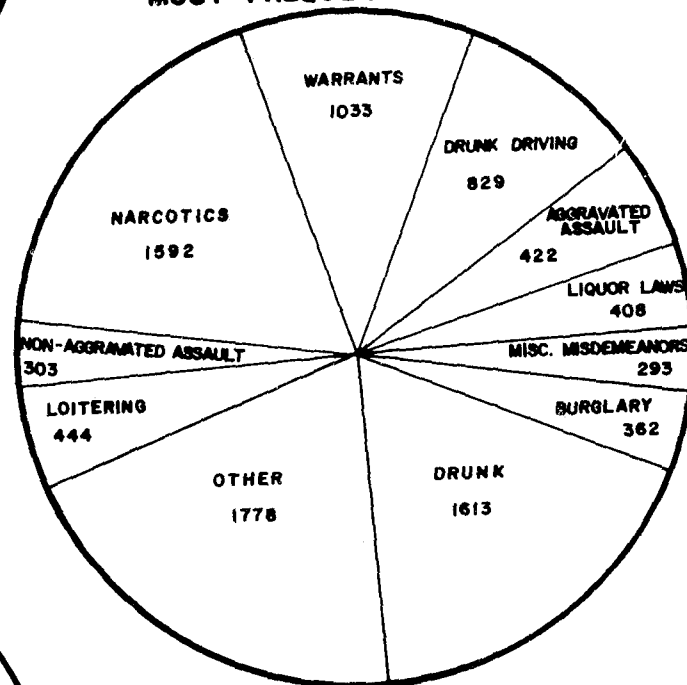 WARRANTS
1033
DRUNK DRIVING
829
AGGRAVATED
ASSAULT
422
LIQUOR LAWS
408
MISC. MISDEMEANORS
293
BURGLARY
362
DRUNK
1613
OTHER
1778
LOITERING
444
NON-AGGRAVATED ASSAULT
303
NARCOTICS
1592